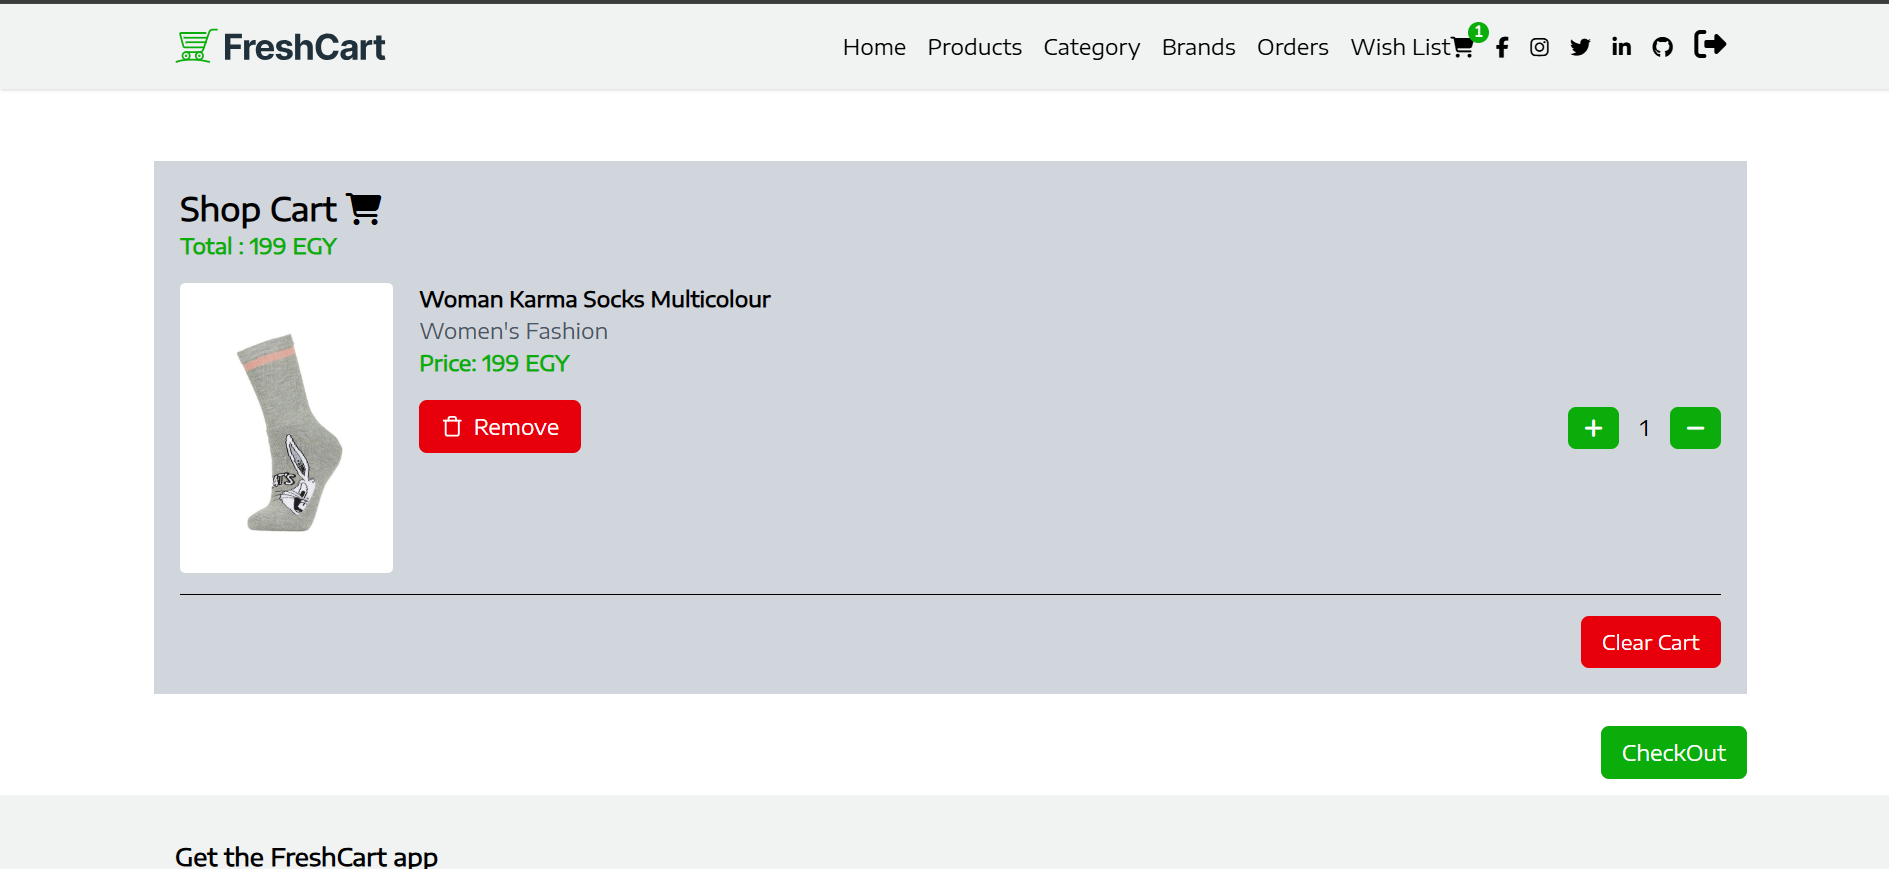 FreshCart
Home Products Category Brands Orders Wish List 1
Shop Cart
Total : 199 EGY
Woman Karma Socks Multicolour
Women's Fashion
Price: 199 EGY
Remove
+ 1 −
Clear Cart
CheckOut
Get the FreshCart app